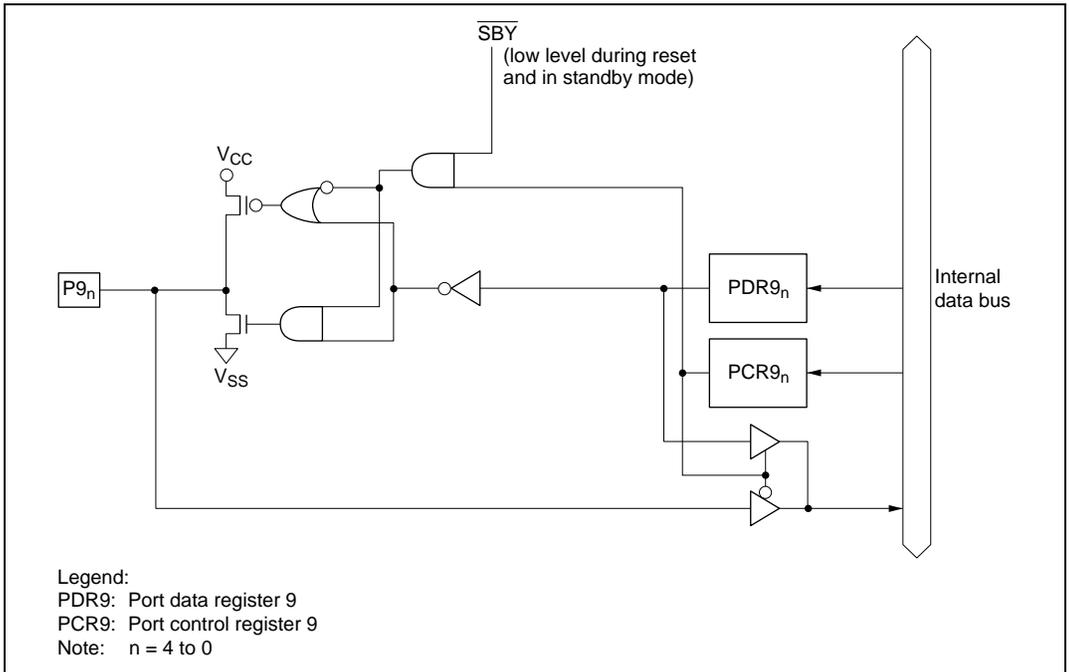 SBY
(low level during reset
and in standby mode)
VCC
P9n
PDR9n
Internal
data bus
PCR9n
VSS
Legend:
PDR9: Port data register 9
PCR9: Port control register 9
Note: n = 4 to 0